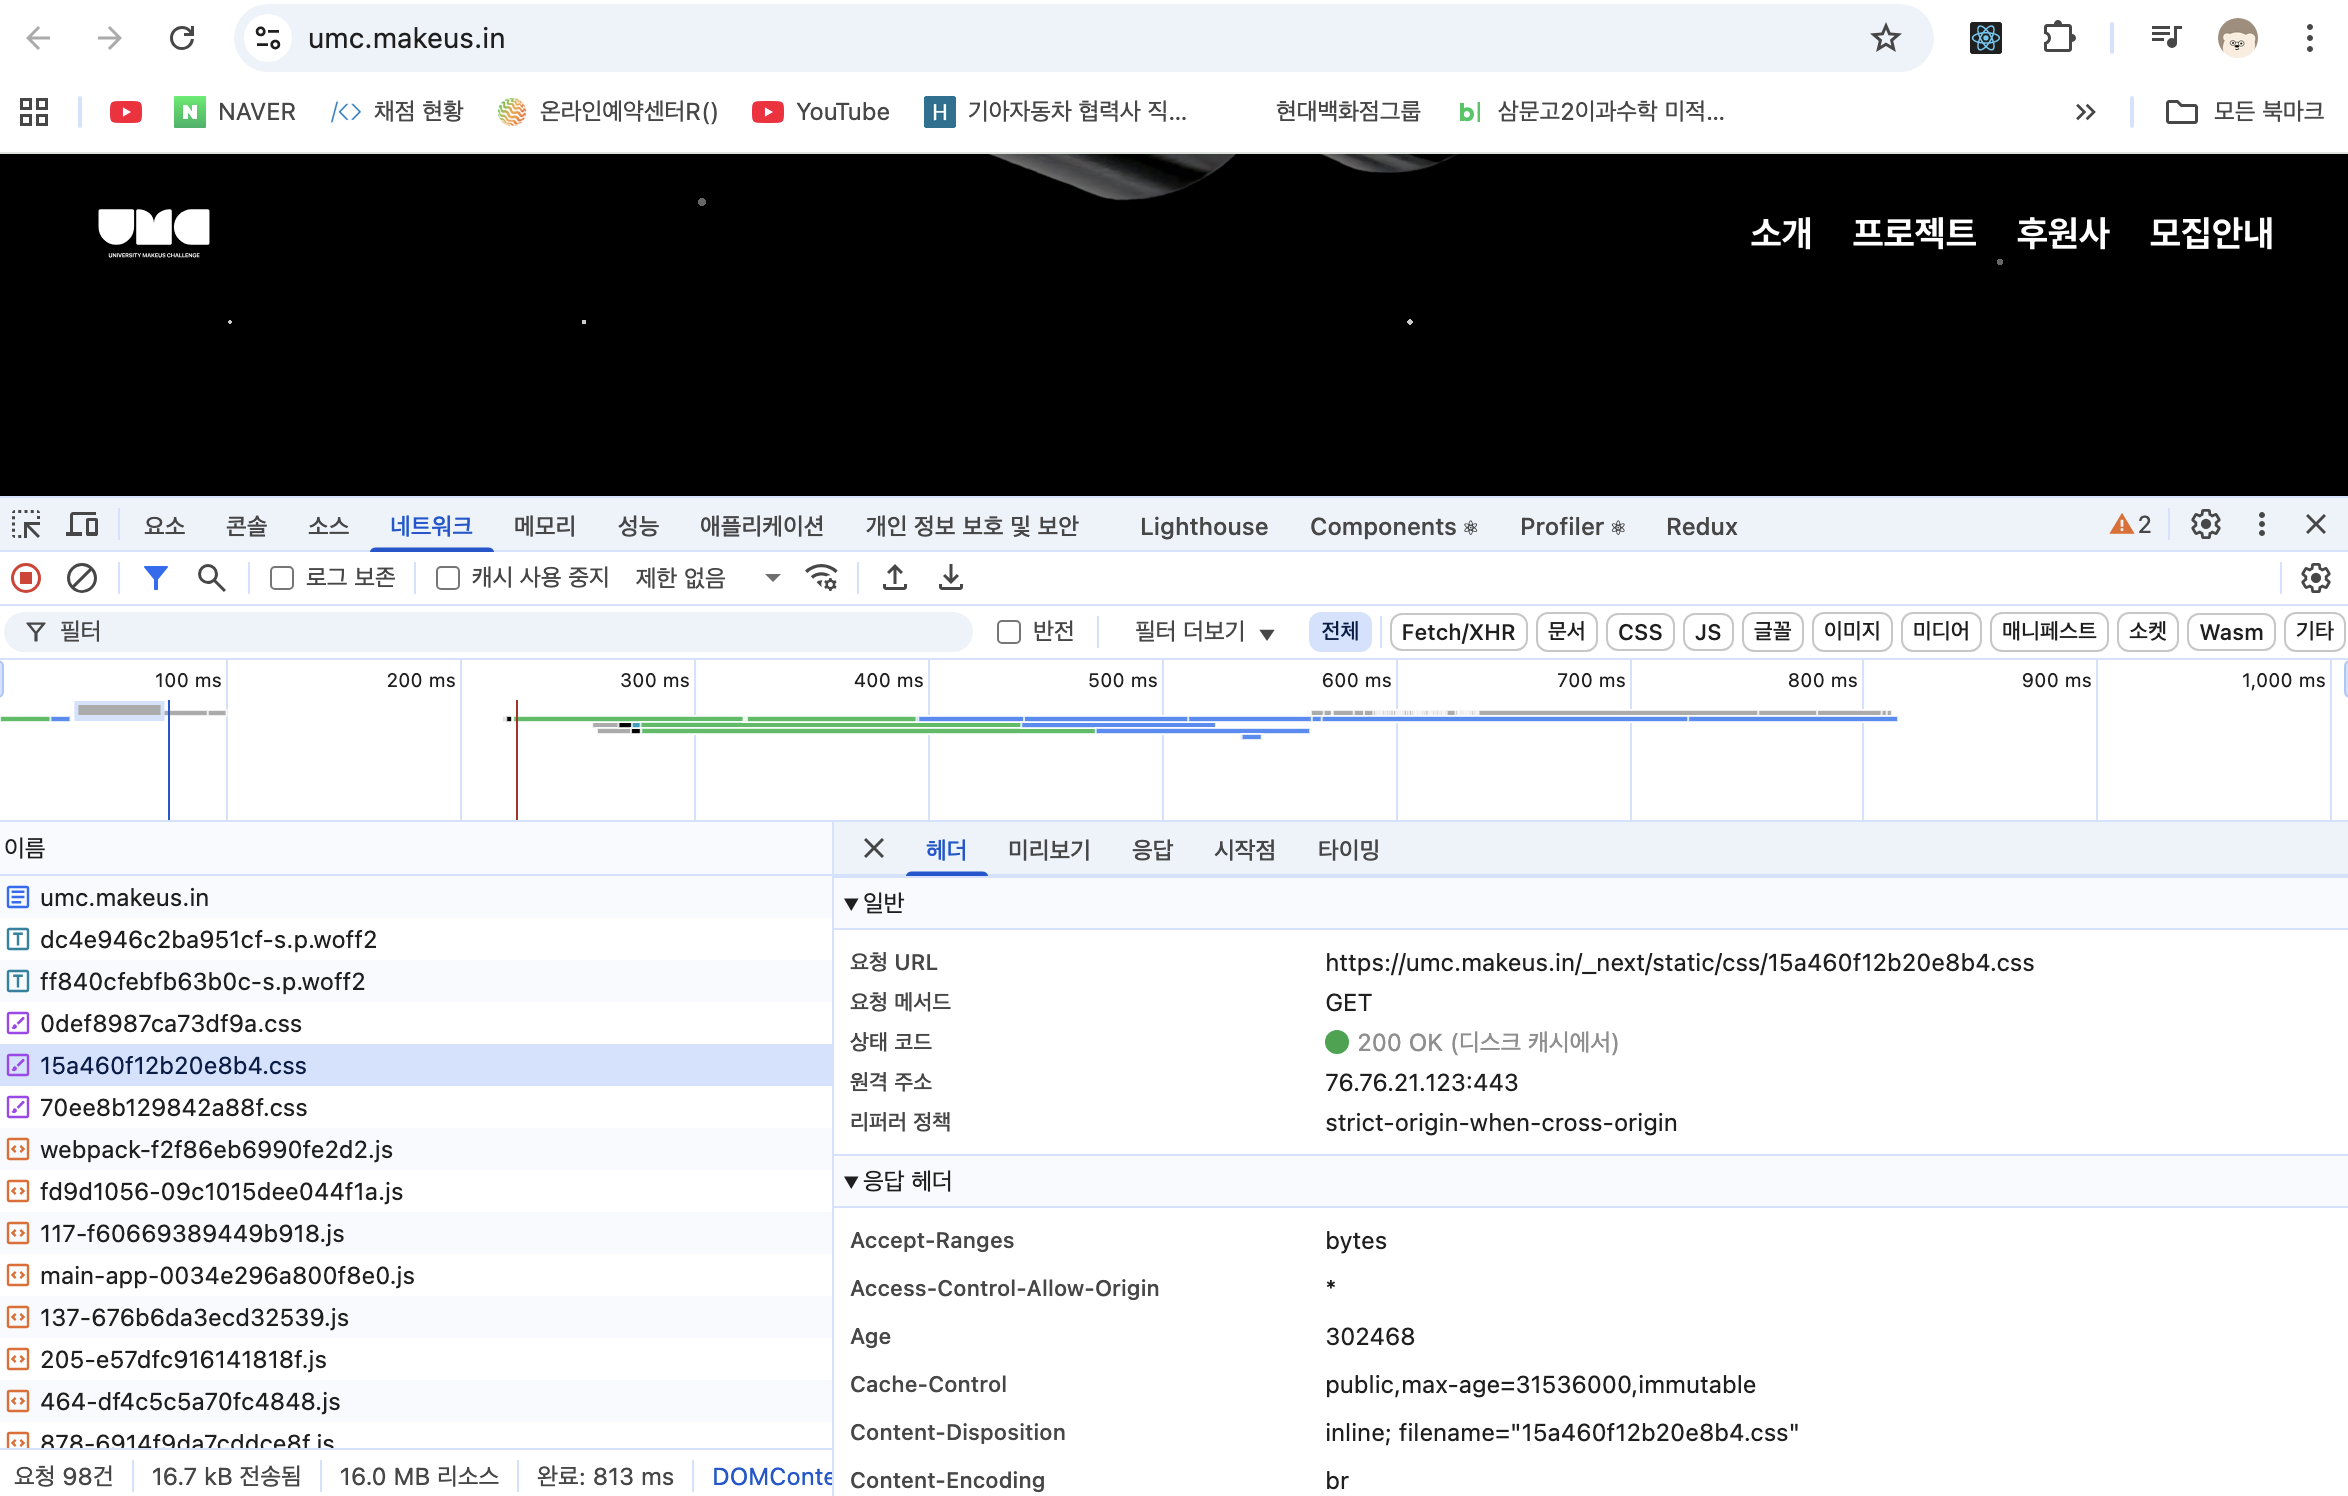 umc.makeus.in
NAVER
채점 현황
온라인예약센터R()
YouTube
H 기아자동차 협력사 직...
현대백화점그룹
b| 삼문고2이과수학 미적...
모든 북마크
UMC
UNIVERSITY MAKEUS CHALLENGE
소개 프로젝트 후원사 모집안내
요소 콘솔 소스 네트워크 메모리 성능 애플리케이션 개인 정보 보호 및 보안 Lighthouse Components ⚛ Profiler ⚛ Redux 2
로그 보존 캐시 사용 중지 제한 없음
필터 반전 필터 더보기 전체 Fetch/XHR 문서 CSS JS 글꼴 이미지 미디어 매니페스트 소켓 Wasm 기타
100 ms 200 ms 300 ms 400 ms 500 ms 600 ms 700 ms 800 ms 900 ms 1,000 ms
이름
umc.makeus.in
dc4e946c2ba951cf-s.p.woff2
ff840cfebfb63b0c-s.p.woff2
0def8987ca73df9a.css
15a460f12b20e8b4.css
70ee8b129842a88f.css
webpack-f2f86eb6990fe2d2.js
fd9d1056-09c1015dee044f1a.js
117-f60669389449b918.js
main-app-0034e296a800f8e0.js
137-676b6da3ecd32539.js
205-e57dfc916141818f.js
464-df4c5c5a70fc4848.js
878-6914f9da7cddce8f.js
요청 98건 16.7 kB 전송됨 16.0 MB 리소스 완료: 813 ms DOMConte
헤더 미리보기 응답 시작점 타이밍
▼일반
요청 URL https://umc.makeus.in/_next/static/css/15a460f12b20e8b4.css
요청 메서드 GET
상태 코드 200 OK (디스크 캐시에서)
원격 주소 76.76.21.123:443
리퍼러 정책 strict-origin-when-cross-origin
▼응답 헤더
Accept-Ranges bytes
Access-Control-Allow-Origin *
Age 302468
Cache-Control public,max-age=31536000,immutable
Content-Disposition inline; filename="15a460f12b20e8b4.css"
Content-Encoding br